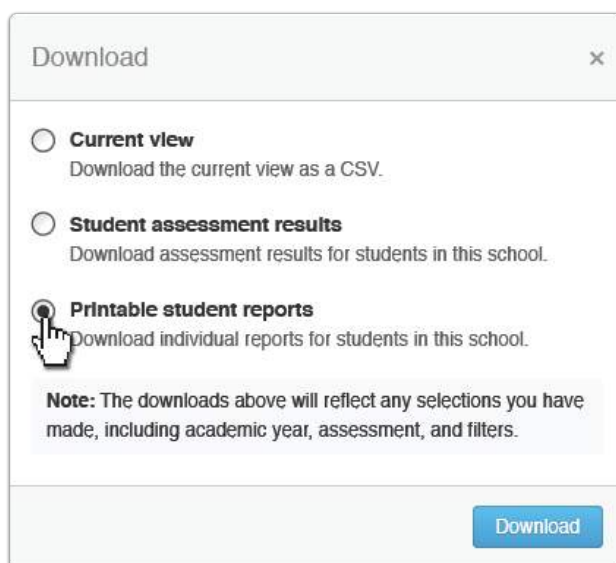 Download ×
Current view
Download the current view as a CSV.
Student assessment results
Download assessment results for students in this school.
Printable student reports
Download individual reports for students in this school.
Note: The downloads above will reflect any selections you have
made, including academic year, assessment, and filters.
Download